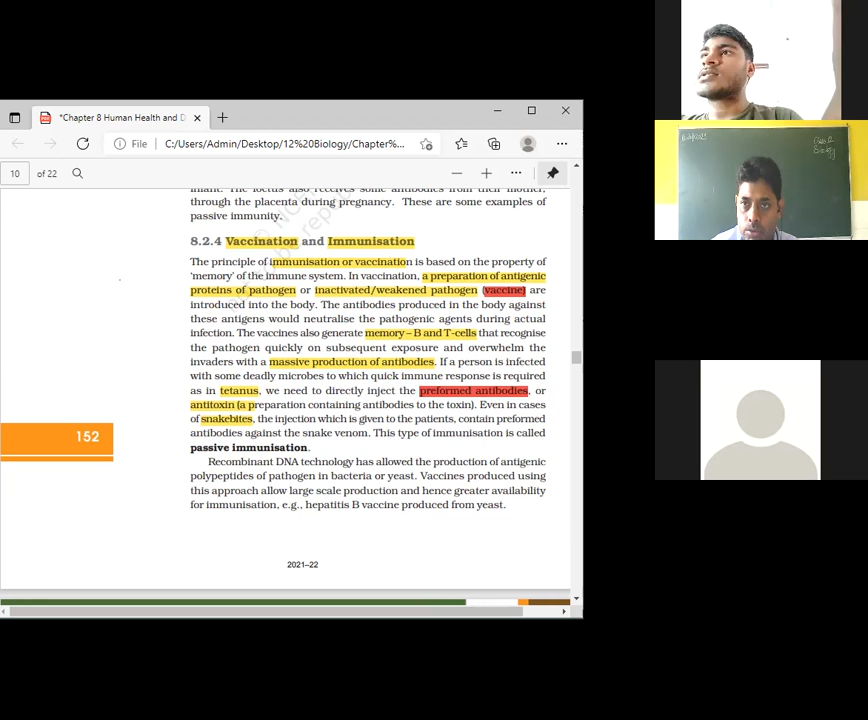 *Chapter 8 Human Health and D
File
C:/Users/Admin/Desktop/12%20Biology/Chapter%...
10 of 22
infant. The foetus also receives some antibodies from their mother,
through the placenta during pregnancy. These are some examples of
passive immunity.
8.2.4 Vaccination and Immunisation
The principle of immunisation or vaccination is based on the property of
'memory' of the immune system. In vaccination, a preparation of antigenic
proteins of pathogen or inactivated/weakened pathogen (vaccine) are
introduced into the body. The antibodies produced in the body against
these antigens would neutralise the pathogenic agents during actual
infection. The vaccines also generate memory – B and T-cells that recognise
the pathogen quickly on subsequent exposure and overwhelm the
invaders with a massive production of antibodies. If a person is infected
with some deadly microbes to which quick immune response is required
as in tetanus, we need to directly inject the preformed antibodies, or
antitoxin (a preparation containing antibodies to the toxin). Even in cases
of snakebites, the injection which is given to the patients, contain preformed
antibodies against the snake venom. This type of immunisation is called
passive immunisation.
Recombinant DNA technology has allowed the production of antigenic
polypeptides of pathogen in bacteria or yeast. Vaccines produced using
this approach allow large scale production and hence greater availability
for immunisation, e.g., hepatitis B vaccine produced from yeast.
152
2021–22
Biology